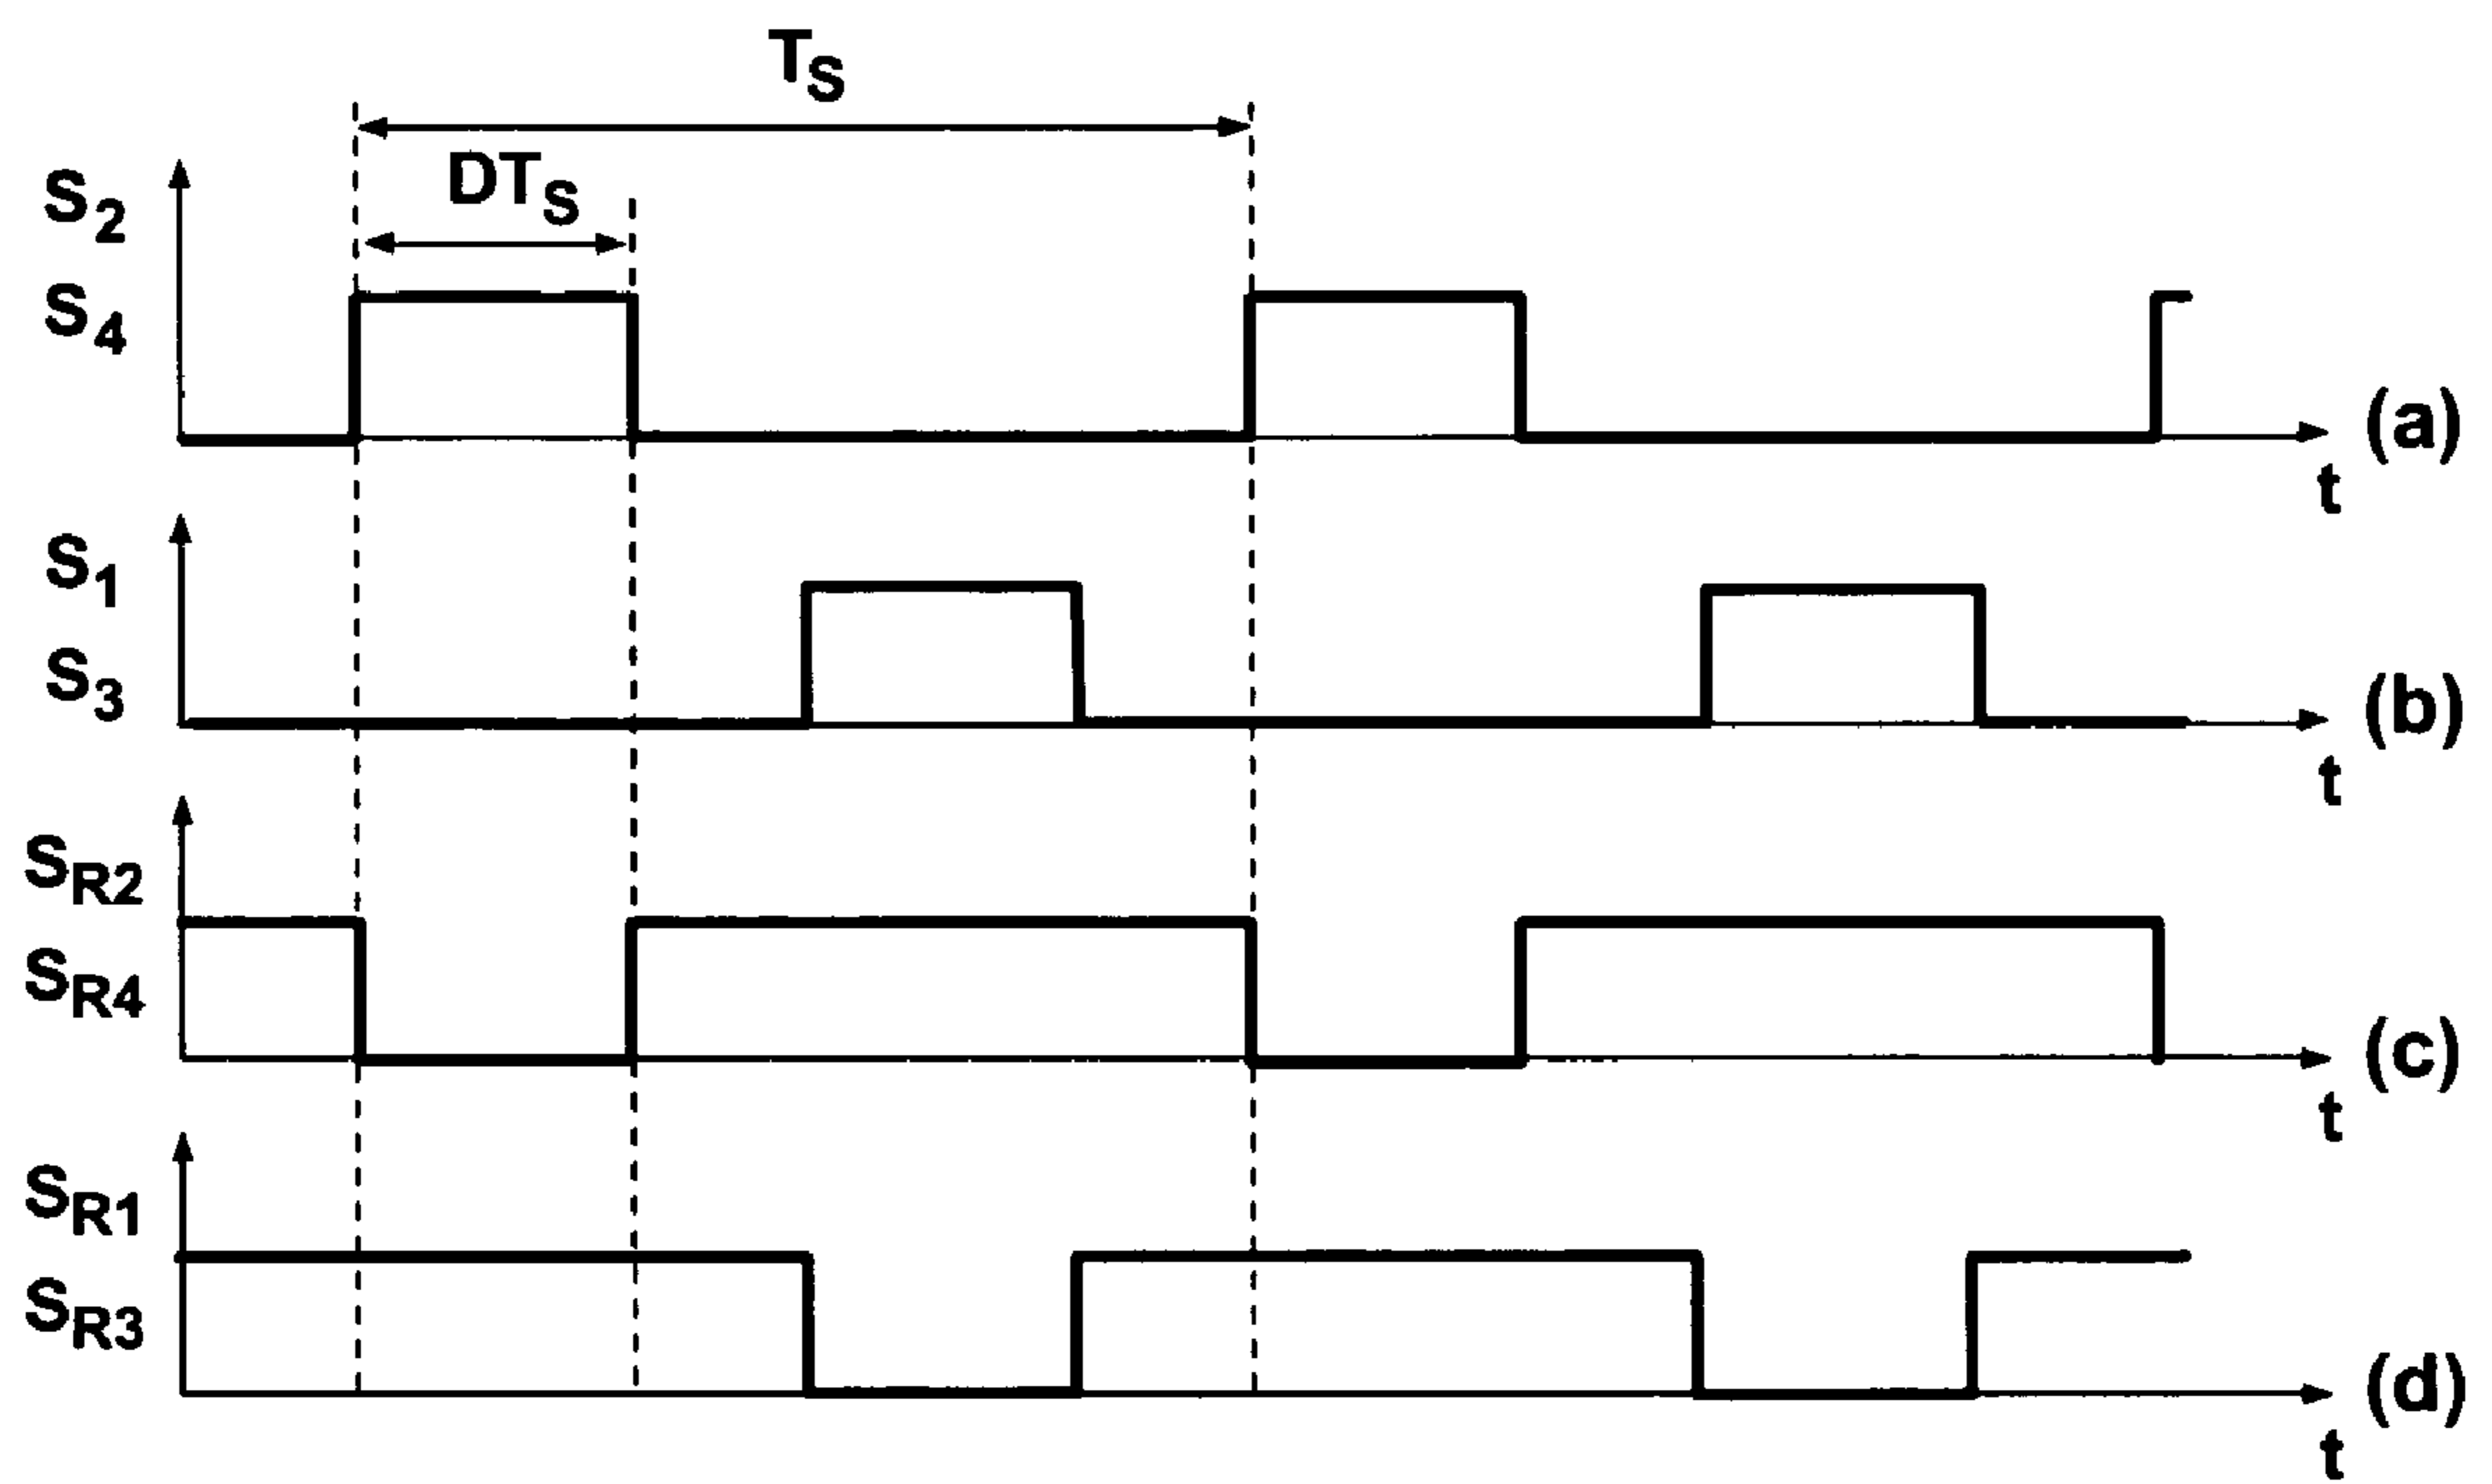 T_S
DT_S
S_2
S_4
(a)
t
S_1
S_3
(b)
t
S_R2
S_R4
(c)
t
S_R1
S_R3
(d)
t